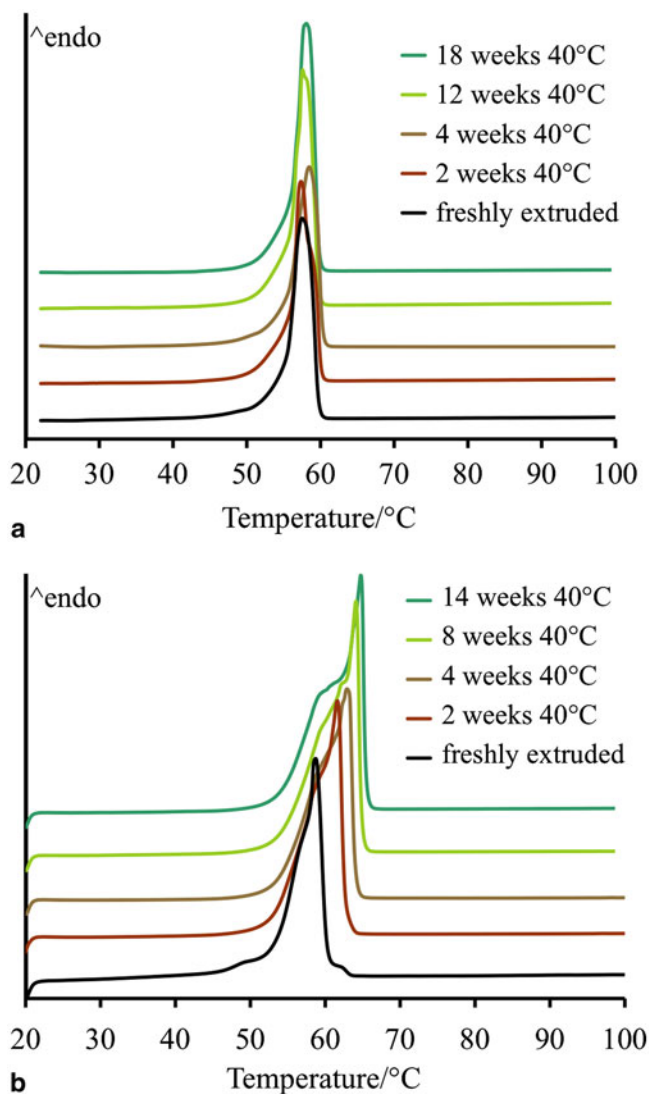 ^endo
18 weeks 40°C
12 weeks 40°C
4 weeks 40°C
2 weeks 40°C
freshly extruded
20 30 40 50 60 70 80 90 100
Temperature/°C
a
^endo
14 weeks 40°C
8 weeks 40°C
4 weeks 40°C
2 weeks 40°C
freshly extruded
20 30 40 50 60 70 80 90 100
Temperature/°C
b